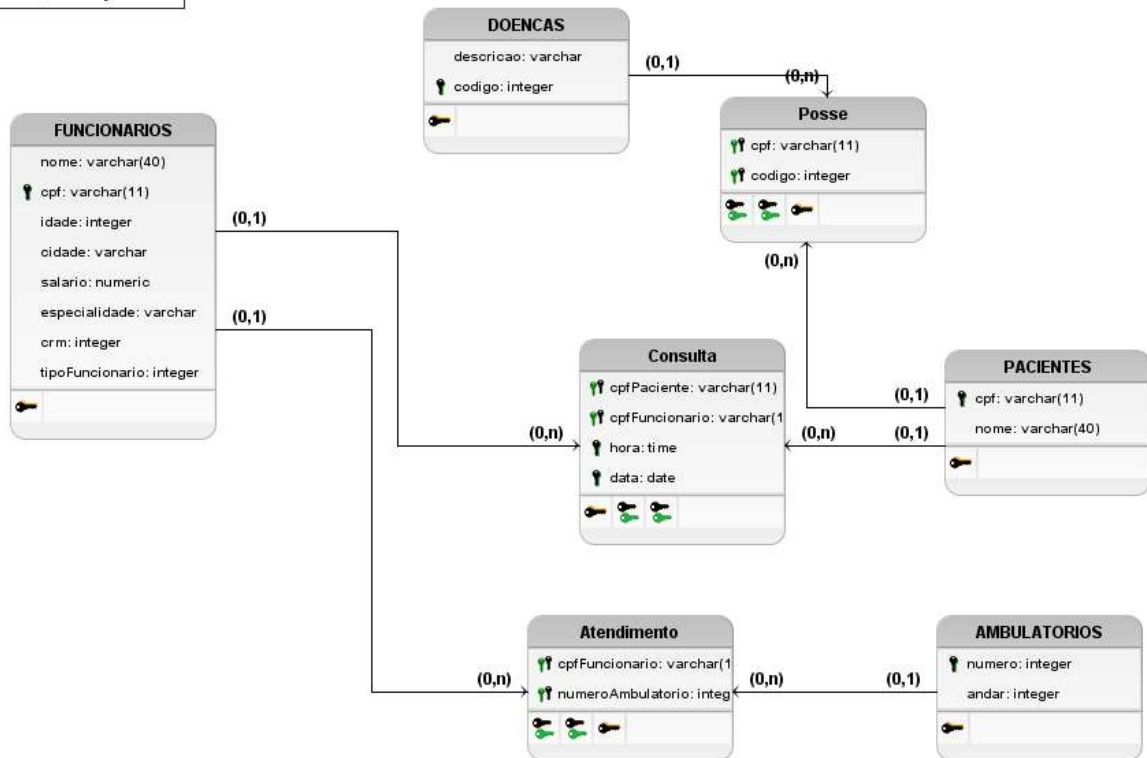 DOENCAS
descricao: varchar
codigo: integer
(0,1)
(0,n)
Posse
cpf: varchar(11)
codigo: integer
(0,n)
FUNCIONARIOS
nome: varchar(40)
cpf: varchar(11)
idade: integer
cidade: varchar
salario: numeric
especialidade: varchar
crm: integer
tipoFuncionario: integer
(0,1)
(0,1)
Consulta
cpfPaciente: varchar(11)
cpfFuncionario: varchar(1
hora: time
data: date
(0,n)
(0,n)
PACIENTES
cpf: varchar(11)
nome: varchar(40)
(0,1)
(0,1)
Atendimento
cpfFuncionario: varchar(1
numeroAmbulatorio: integ
(0,n)
(0,n)
(0,1)
AMBULATORIOS
numero: integer
andar: integer